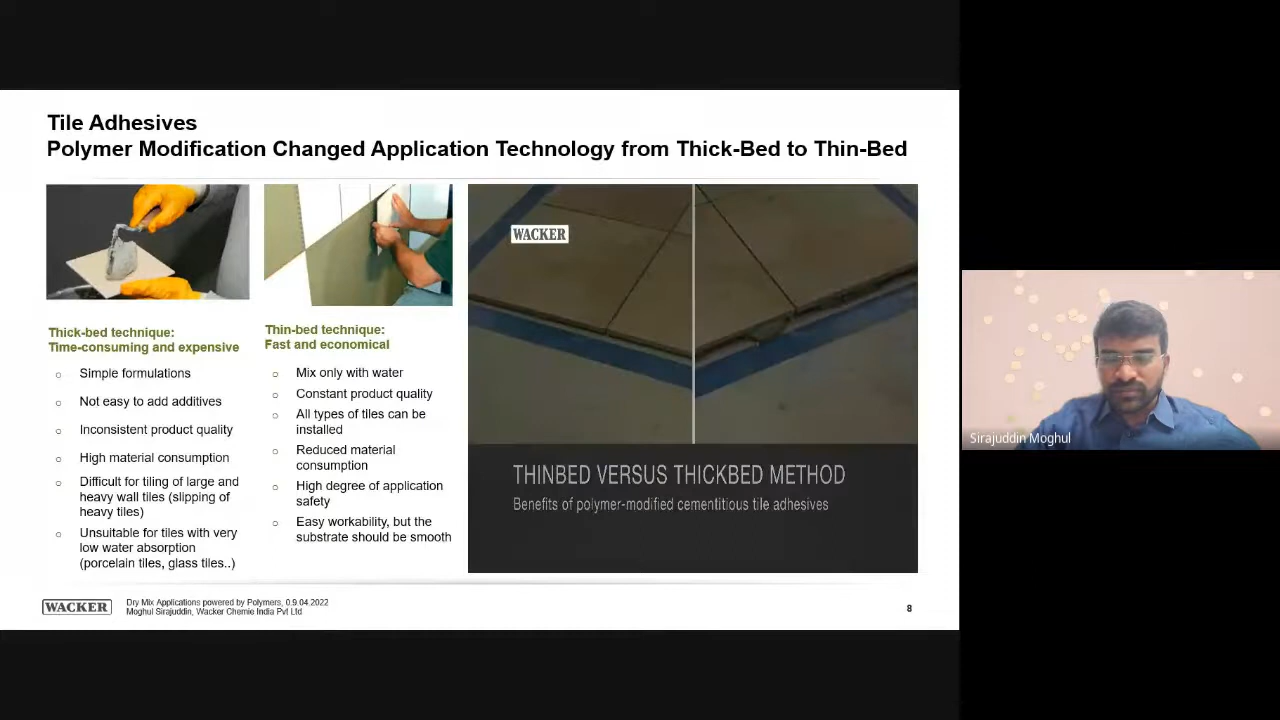 Tile Adhesives
Polymer Modification Changed Application Technology from Thick-Bed to Thin-Bed
Thick-bed technique:
Time-consuming and expensive
Simple formulations
Not easy to add additives
Inconsistent product quality
High material consumption
Difficult for tiling of large and
heavy wall tiles (slipping of
heavy tiles)
Unsuitable for tiles with very
low water absorption
(porcelain tiles, glass tiles..)
Thin-bed technique:
Fast and economical
Mix only with water
Constant product quality
All types of tiles can be
installed
Reduced material
consumption
High degree of application
safety
Easy workability, but the
substrate should be smooth
WACKER
THINBED VERSUS THICKBED METHOD
Benefits of polymer-modified cementitious tile adhesives
WACKER
Dry Mix Applications powered by Polymers, 0.9.04.2022
Moghul Sirajuddin, Wacker Chemie India Pvt Ltd
8
Sirajuddin Moghul